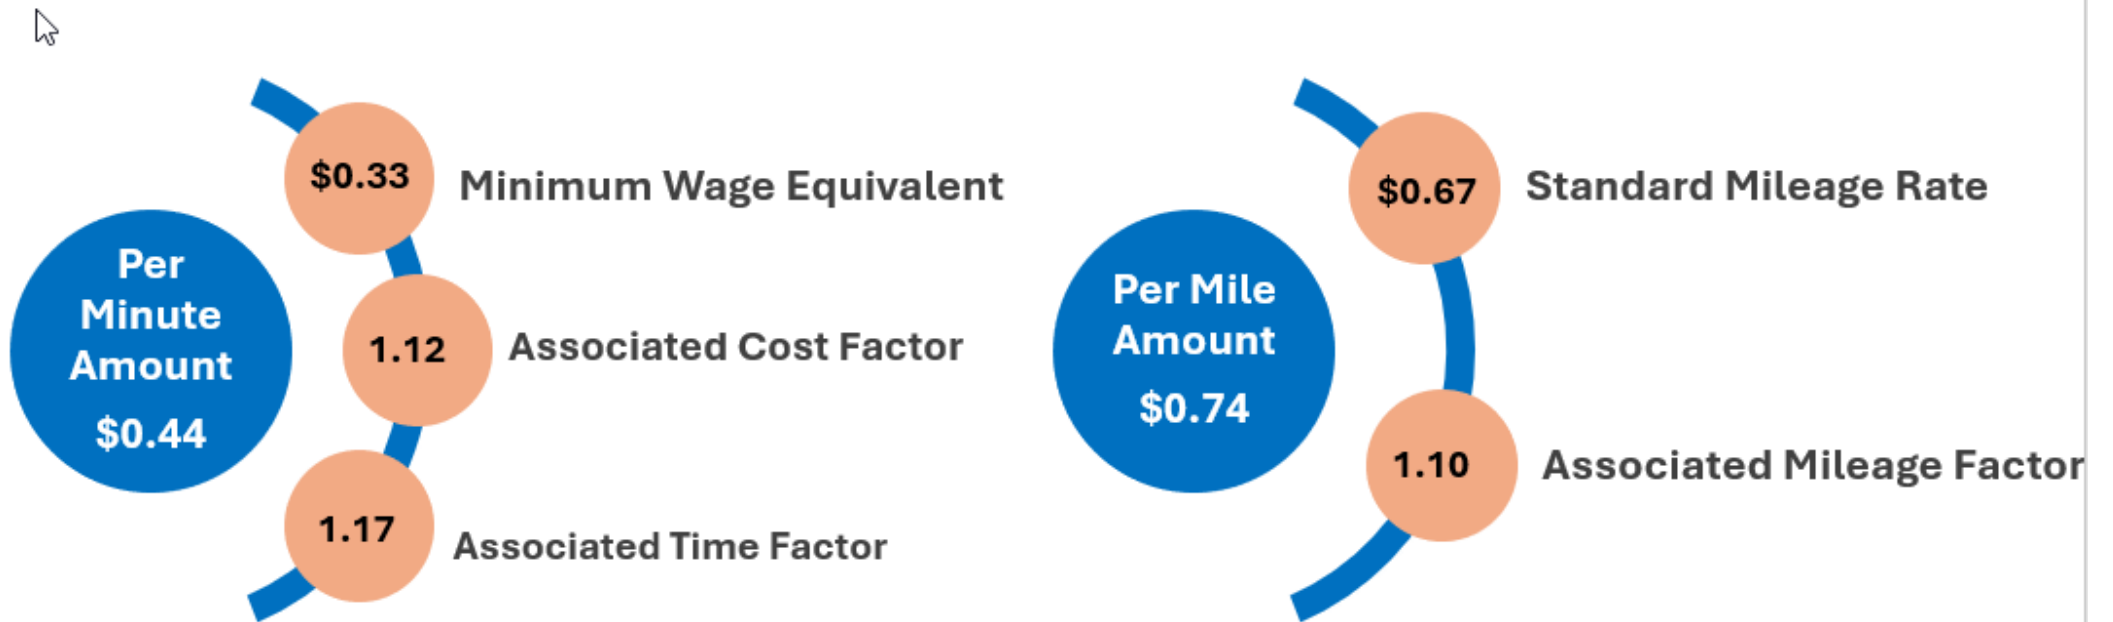 Per
Minute
Amount
$0.44
$0.33
Minimum Wage Equivalent
1.12
Associated Cost Factor
1.17
Associated Time Factor
Per Mile
Amount
$0.74
$0.67
Standard Mileage Rate
1.10
Associated Mileage Factor